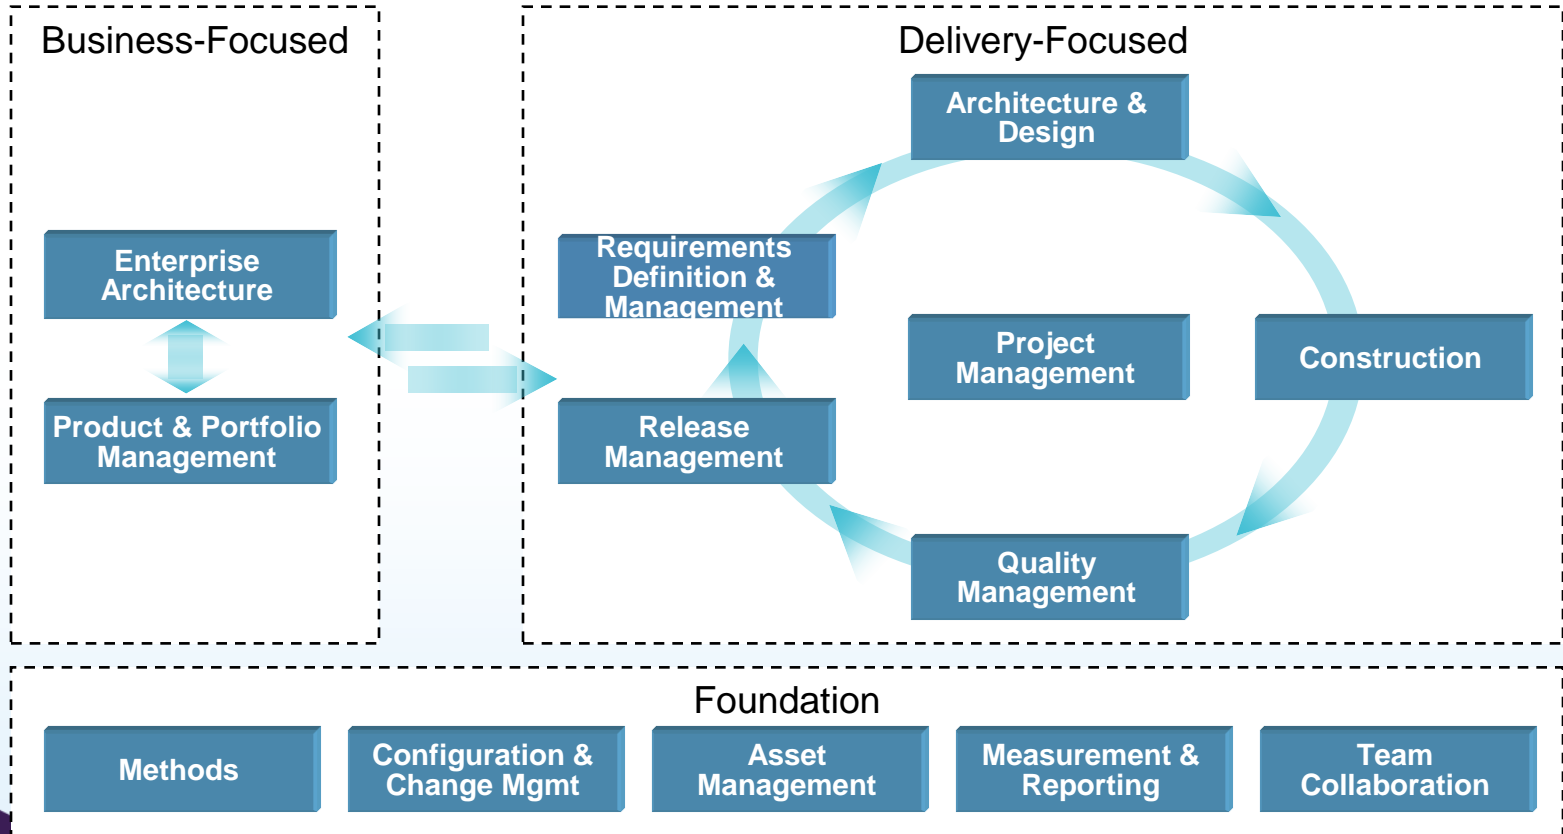 Business-Focused
Enterprise
Architecture
Product & Portfolio
Management
Delivery-Focused
Architecture &
Design
Requirements
Definition &
Management
Project
Management
Construction
Release
Management
Quality
Management
Foundation
Methods
Configuration &
Change Mgmt
Asset
Management
Measurement &
Reporting
Team
Collaboration